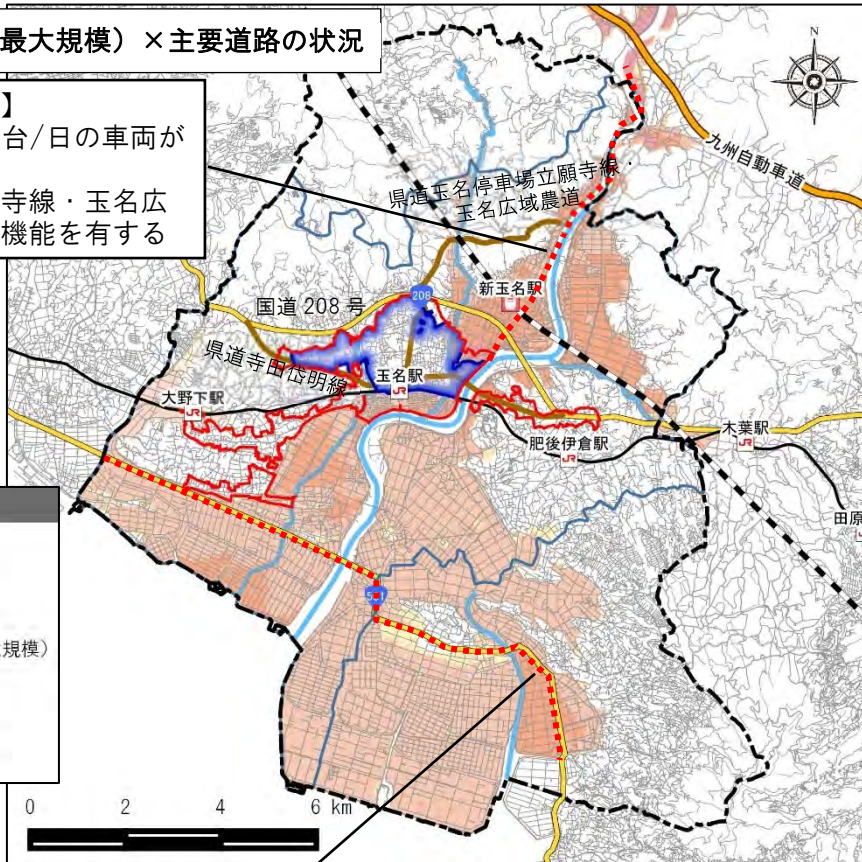 最大規模）×主要道路の状況
】
台/日の車両が
寺線・玉名広
機能を有する
N
九州自動車道
県道玉名停車場立願寺線・
玉名広域農道
新玉名駅
208
国道 208 号
県道寺田岱明線
玉名駅
JR
大野下駅
JR
肥後伊倉駅
JR
木葉駅
JR
田原
規模）
0 2 4 6 km